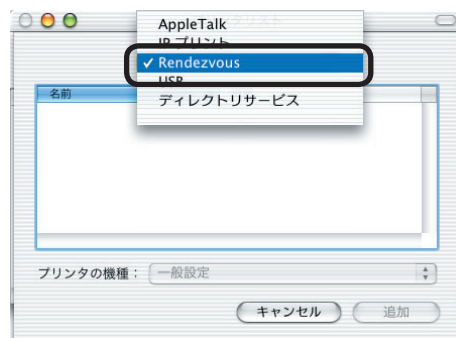 AppleTalk
IP プリント
✓ Rendezvous
USB
ディレクトリサービス
名前
プリンタの機種： 一般設定
キャンセル 追加